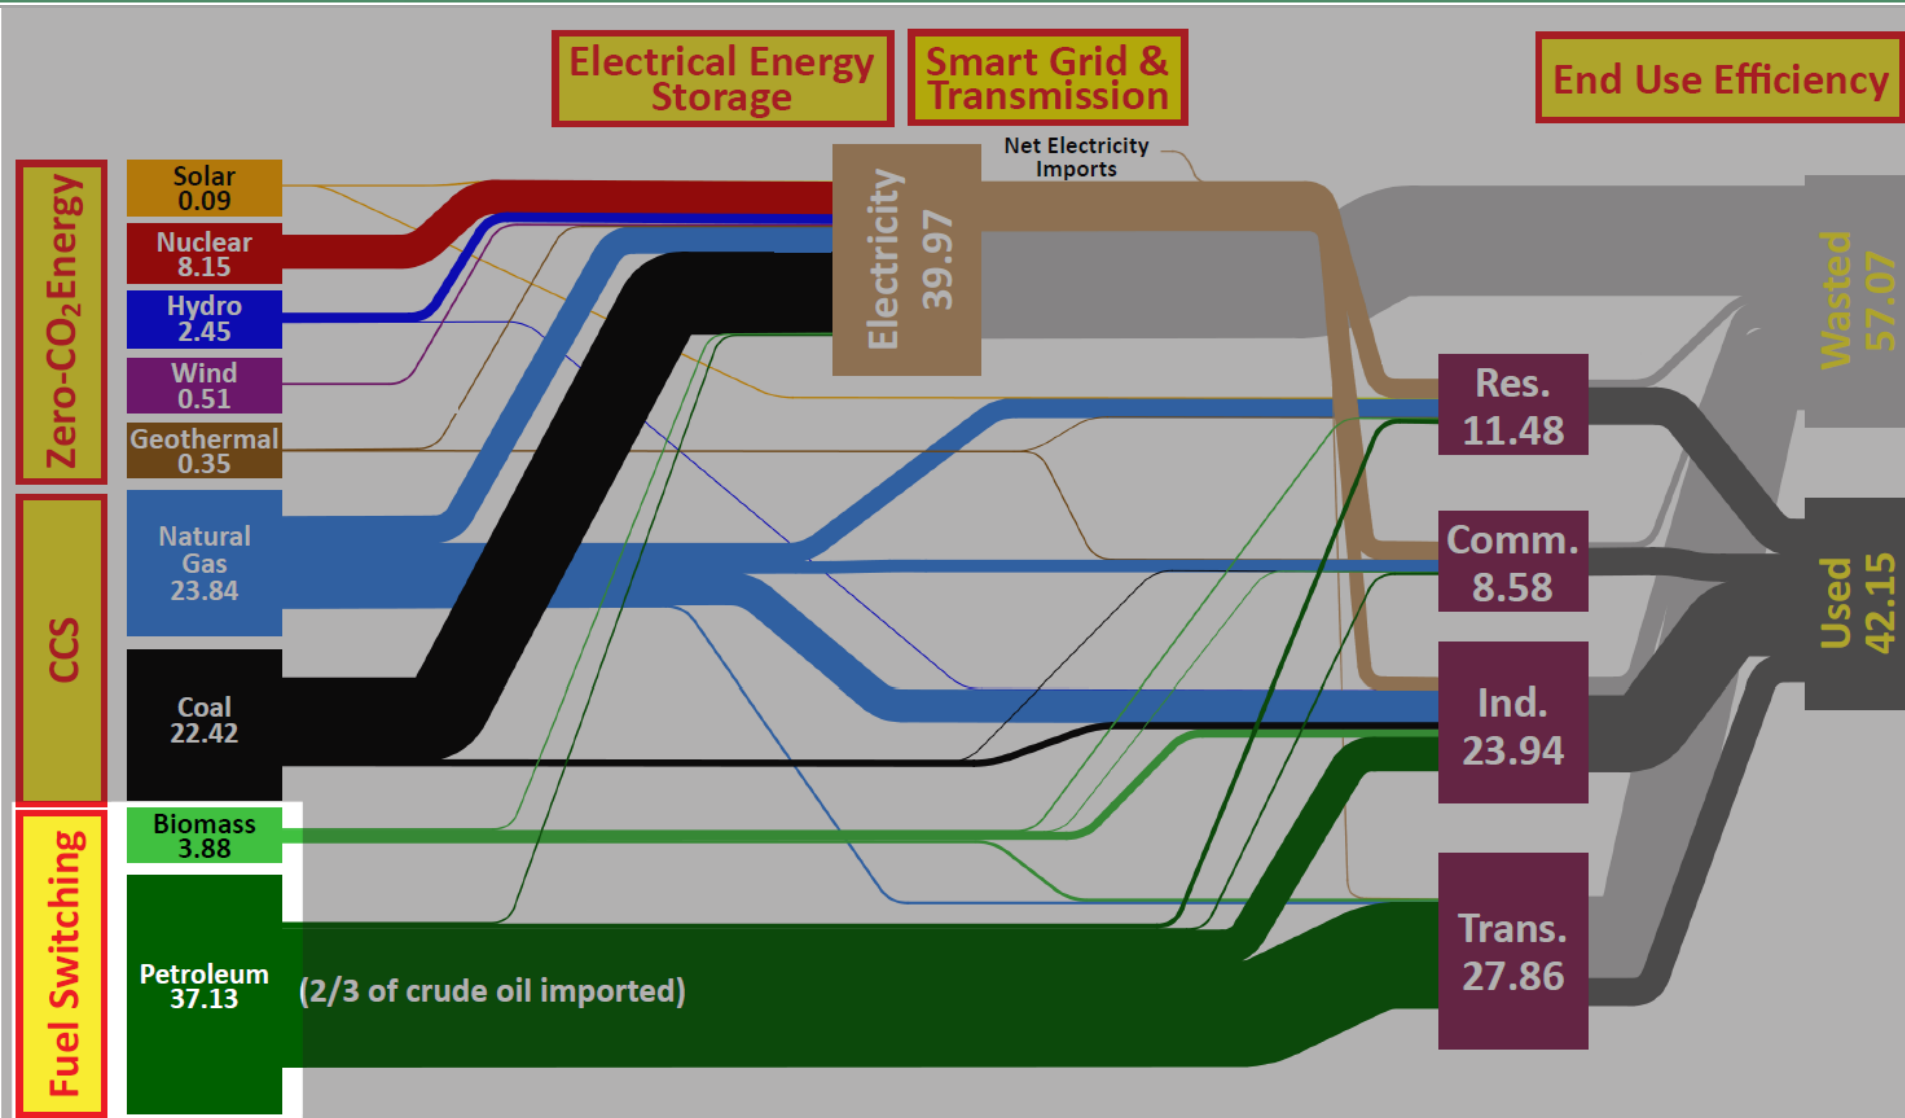 Electrical Energy
Storage
Smart Grid &
Transmission
End Use Efficiency
Net Electricity
Imports
Zero-CO₂Energy
Solar
0.09
Nuclear
8.15
Hydro
2.45
Wind
0.51
Geothermal
0.35
CCS
Natural
Gas
23.84
Coal
22.42
Fuel Switching
Biomass
3.88
Petroleum
37.13
(2/3 of crude oil imported)
Electricity
39.97
Res.
11.48
Comm.
8.58
Ind.
23.94
Trans.
27.86
Wasted
57.07
Used
42.15